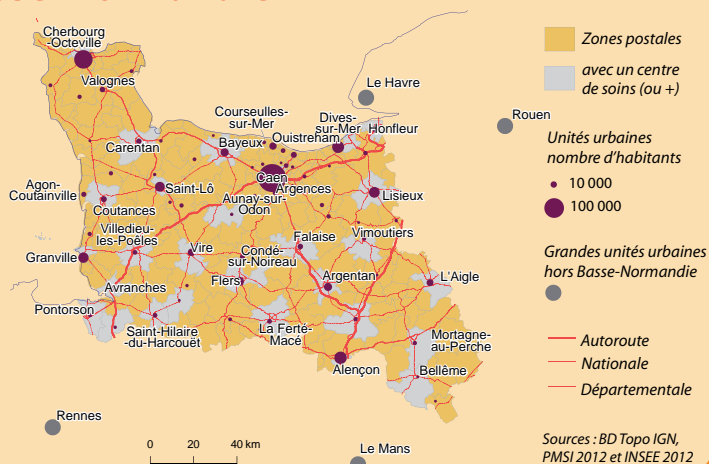 Cherbourg
-Octeville
Valognes
Le Havre
Rouen
Courseulles-
sur-Mer
Dives-
sur-Mer
Honfleur
Ouistreham
Carentan
Bayeux
Caen
Argences
Agon-
Coutainville
Saint-Lô
Aunay-sur-
Odon
Lisieux
Coutances
Villedieu-
les-Poêles
Falaise
Vimoutiers
Granville
Vire
Condé-
sur-Noireau
Avranches
Flers
Argentan
L'Aigle
Pontorson
Saint-Hilaire
-du-Harcouët
La Ferté-
Macé
Mortagne-
au-Perche
Alençon
Bellême
Rennes
Le Mans
0 20 40 km
Zones postales
avec un centre
de soins (ou +)
Unités urbaines
nombre d'habitants
10 000
100 000
Grandes unités urbaines
hors Basse-Normandie
Autoroute
Nationale
Départementale
Sources : BD Topo IGN,
PMSI 2012 et INSEE 2012